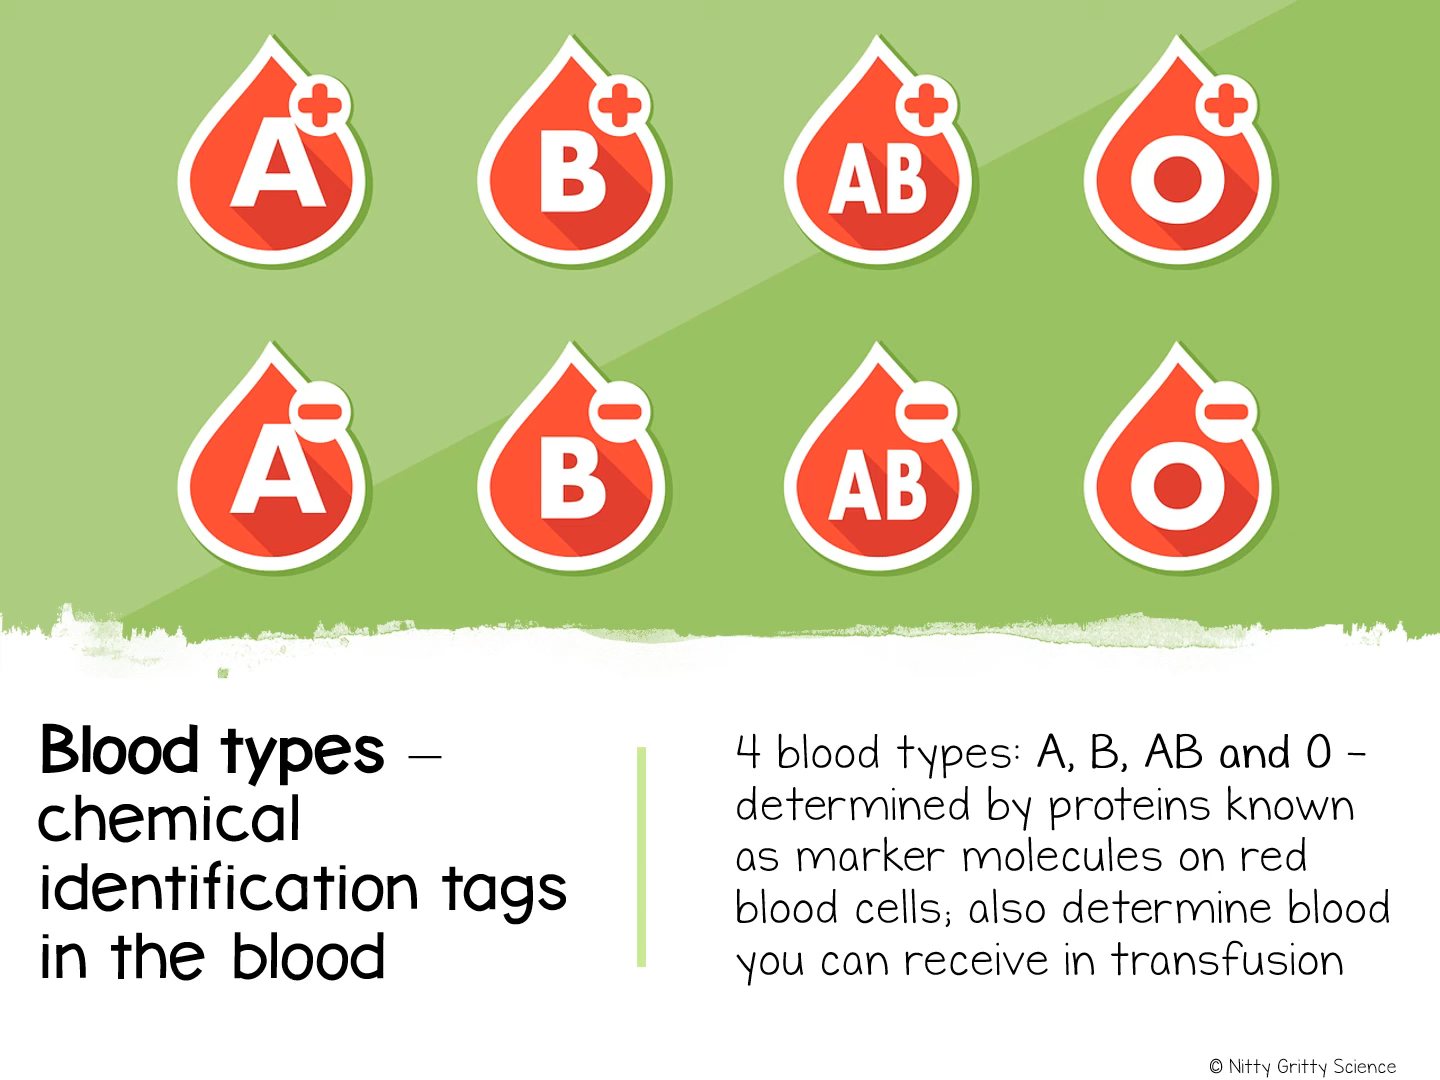 A+ B+ AB+ O+
A- B- AB- O-
Blood types –
chemical
identification tags
in the blood
4 blood types: A, B, AB and O –
determined by proteins known
as marker molecules on red
blood cells; also determine blood
you can receive in transfusion
© Nitty Gritty Science